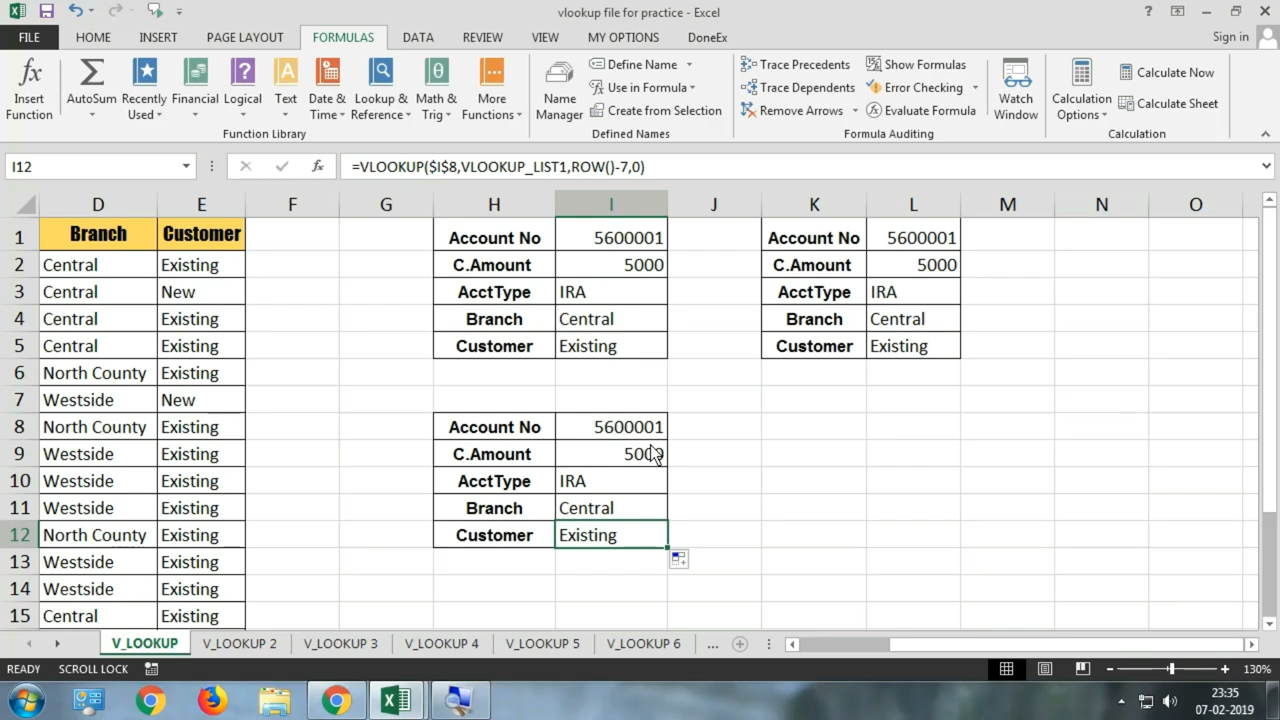 vlookup file for practice - Excel
?
FILE HOME INSERT PAGE LAYOUT FORMULAS DATA REVIEW VIEW MY OPTIONS DoneEx Sign in
Insert Function
AutoSum
Recently Used
Financial
Logical
Text
Date & Time
Lookup & Reference
Math & Trig
More Functions
Function Library
Name Manager
Define Name
Use in Formula
Create from Selection
Defined Names
Trace Precedents
Trace Dependents
Remove Arrows
Show Formulas
Error Checking
Evaluate Formula
Formula Auditing
Watch Window
Calculation Options
Calculate Now
Calculate Sheet
Calculation
I12 fx =VLOOKUP($I$8,VLOOKUP_LIST1,ROW()-7,0)
D E F G H I J K L M N O
1 Branch Customer Account No 5600001 Account No 5600001
2 Central Existing C.Amount 5000 C.Amount 5000
3 Central New AcctType IRA AcctType IRA
4 Central Existing Branch Central Branch Central
5 Central Existing Customer Existing Customer Existing
6 North County Existing
7 Westside New
8 North County Existing Account No 5600001
9 Westside Existing C.Amount 5000
10 Westside Existing AcctType IRA
11 Westside Existing Branch Central
12 North County Existing Customer Existing
13 Westside Existing
14 Westside Existing
15 Central Existing
V_LOOKUP V_LOOKUP 2 V_LOOKUP 3 V_LOOKUP 4 V_LOOKUP 5 V_LOOKUP 6 ...
READY SCROLL LOCK 130%
23:35
07-02-2019